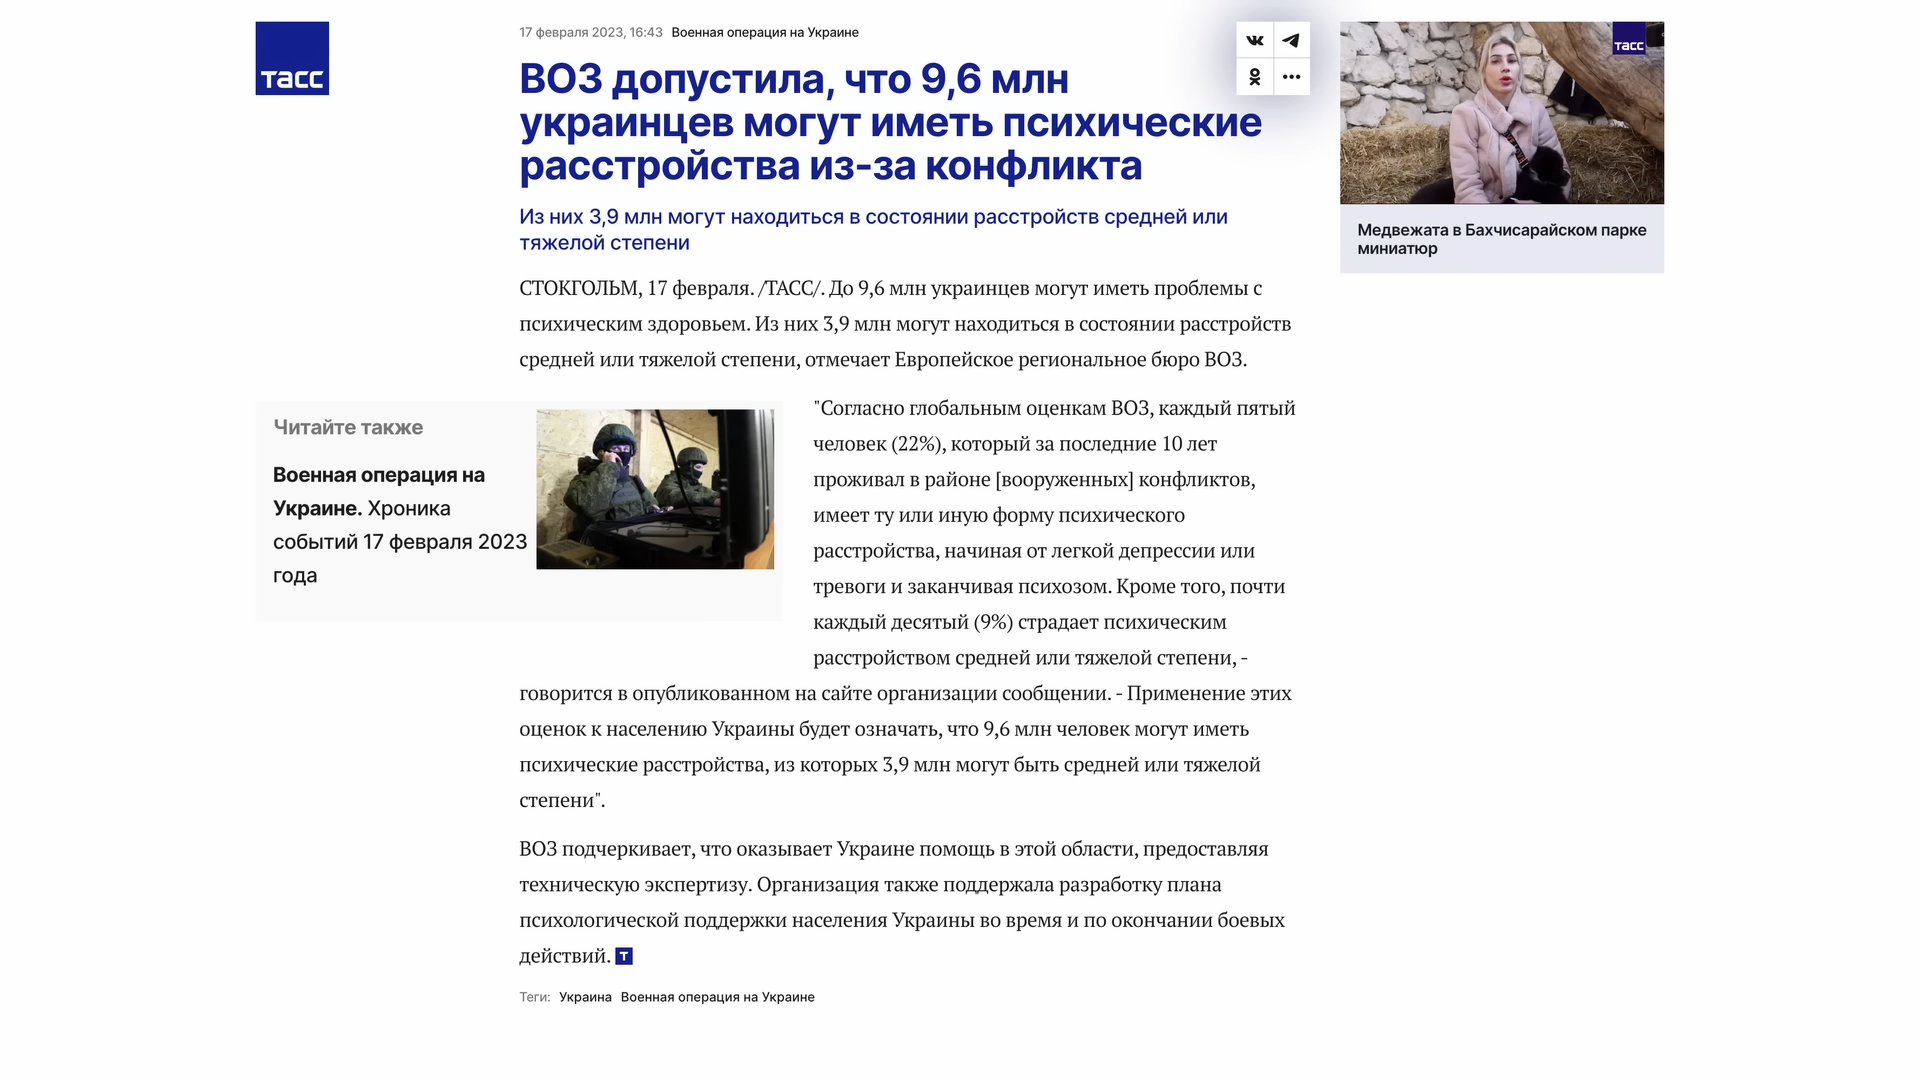 тасс
17 февраля 2023, 16:43 Военная операция на Украине
ВОЗ допустила, что 9,6 млн
украинцев могут иметь психические
расстройства из-за конфликта
Из них 3,9 млн могут находиться в состоянии расстройств средней или
тяжелой степени
СТОКГОЛЬМ, 17 февраля. /ТАСС/. До 9,6 млн украинцев могут иметь проблемы с
психическим здоровьем. Из них 3,9 млн могут находиться в состоянии расстройств
средней или тяжелой степени, отмечает Европейское региональное бюро ВОЗ.
Читайте также
Военная операция на
Украине. Хроника
событий 17 февраля 2023
года
"Согласно глобальным оценкам ВОЗ, каждый пятый
человек (22%), который за последние 10 лет
проживал в районе [вооруженных] конфликтов,
имеет ту или иную форму психического
расстройства, начиная от легкой депрессии или
тревоги и заканчивая психозом. Кроме того, почти
каждый десятый (9%) страдает психическим
расстройством средней или тяжелой степени, -
говорится в опубликованном на сайте организации сообщении. - Применение этих
оценок к населению Украины будет означать, что 9,6 млн человек могут иметь
психические расстройства, из которых 3,9 млн могут быть средней или тяжелой
степени".
ВОЗ подчеркивает, что оказывает Украине помощь в этой области, предоставляя
техническую экспертизу. Организация также поддержала разработку плана
психологической поддержки населения Украины во время и по окончании боевых
действий. Т
Теги: Украина Военная операция на Украине
тасс
Медвежата в Бахчисарайском парке
миниатюр